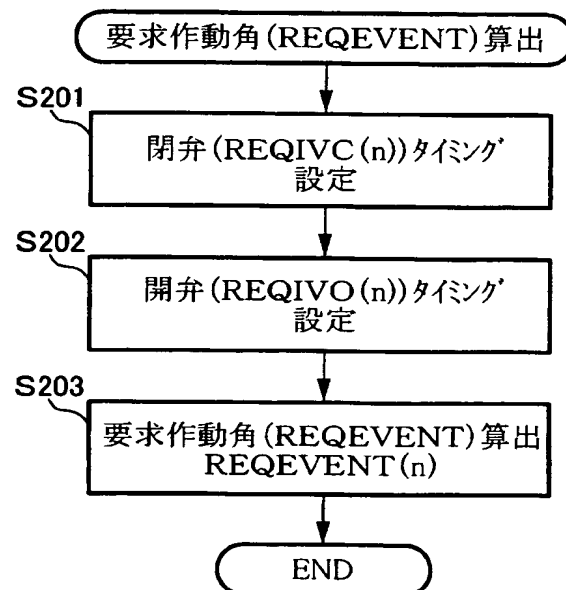 要求作動角(REQEVENT)算出
S201
閉弁(REQIVC(n))タイミング
設定
S202
開弁(REQIVO(n))タイミング
設定
S203
要求作動角(REQEVENT)算出
REQEVENT(n)
END